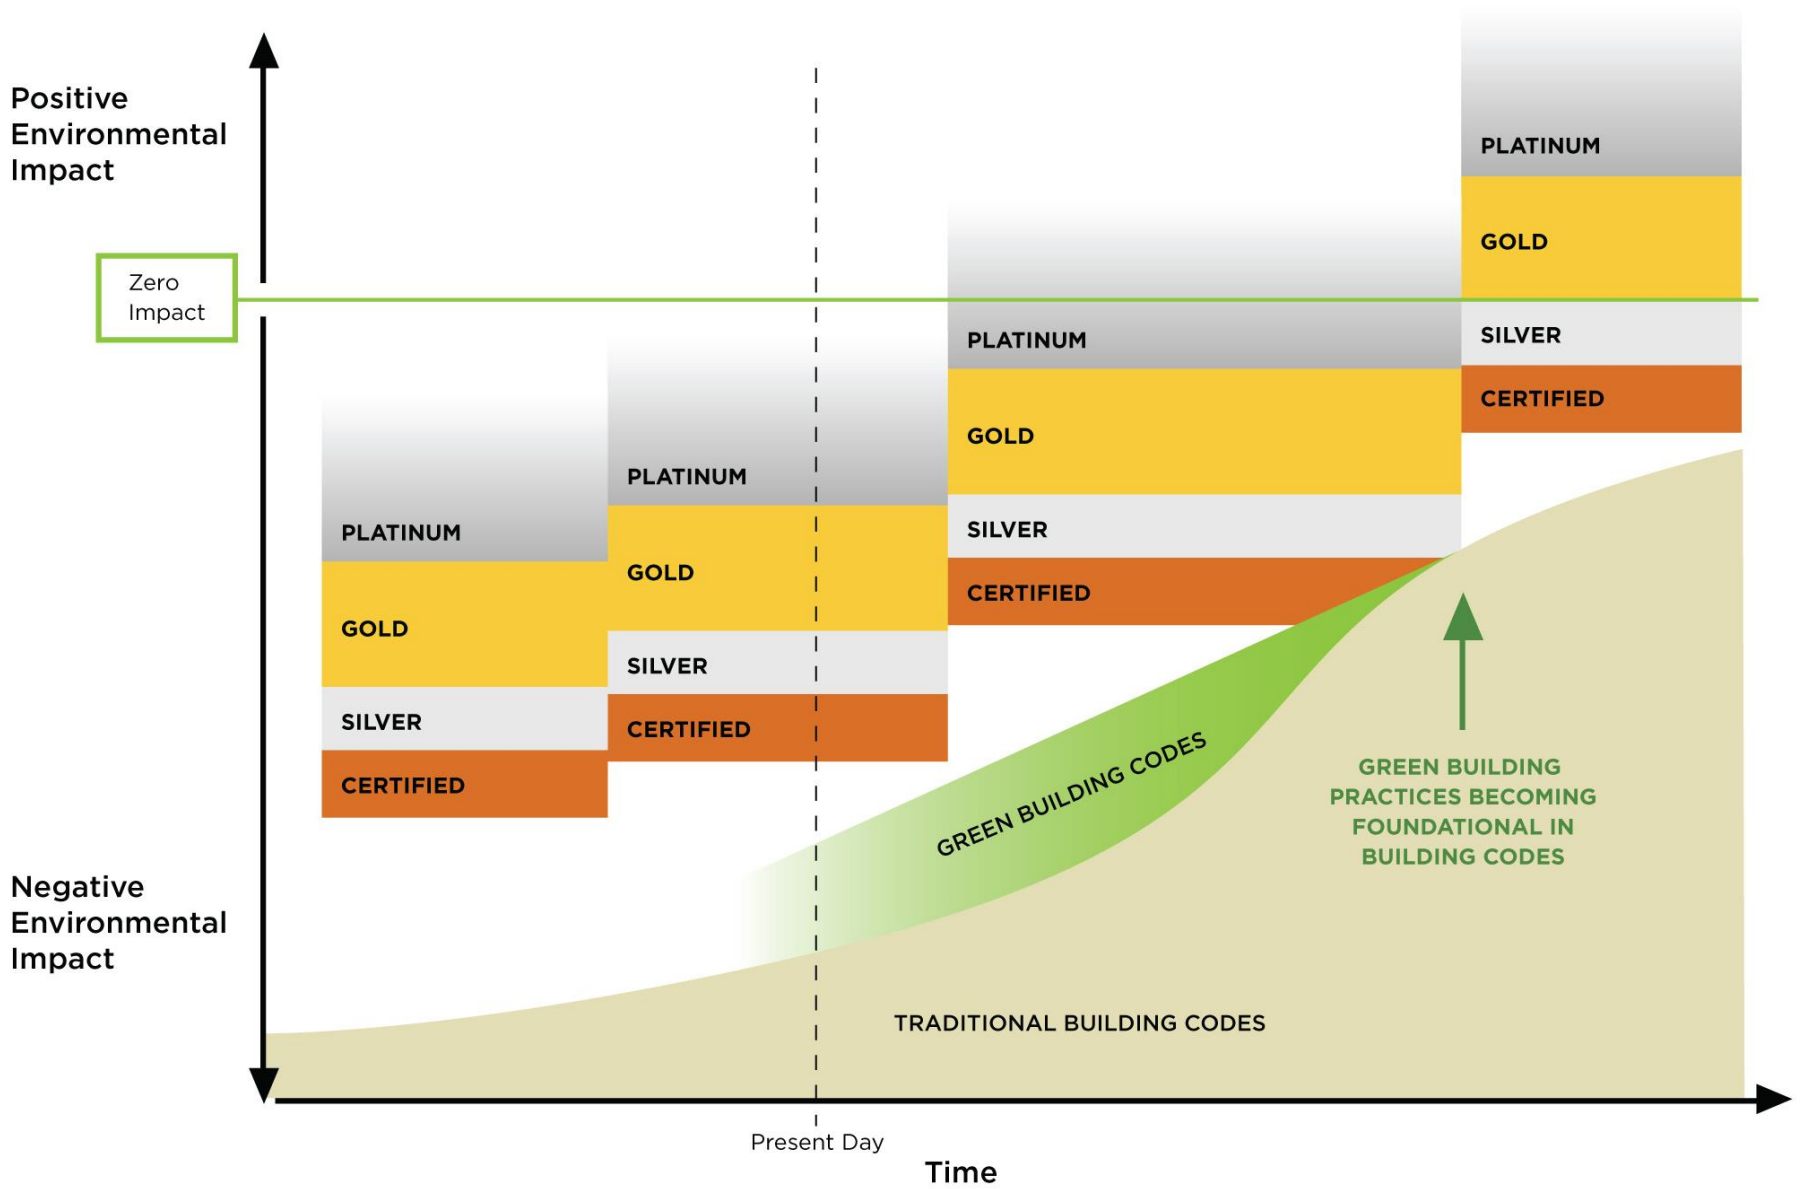 Positive
Environmental
Impact
Zero
Impact
Negative
Environmental
Impact
PLATINUM
GOLD
SILVER
CERTIFIED
PLATINUM
GOLD
SILVER
CERTIFIED
PLATINUM
GOLD
SILVER
CERTIFIED
PLATINUM
GOLD
SILVER
CERTIFIED
GREEN BUILDING CODES
GREEN BUILDING
PRACTICES BECOMING
FOUNDATIONAL IN
BUILDING CODES
TRADITIONAL BUILDING CODES
Present Day
Time